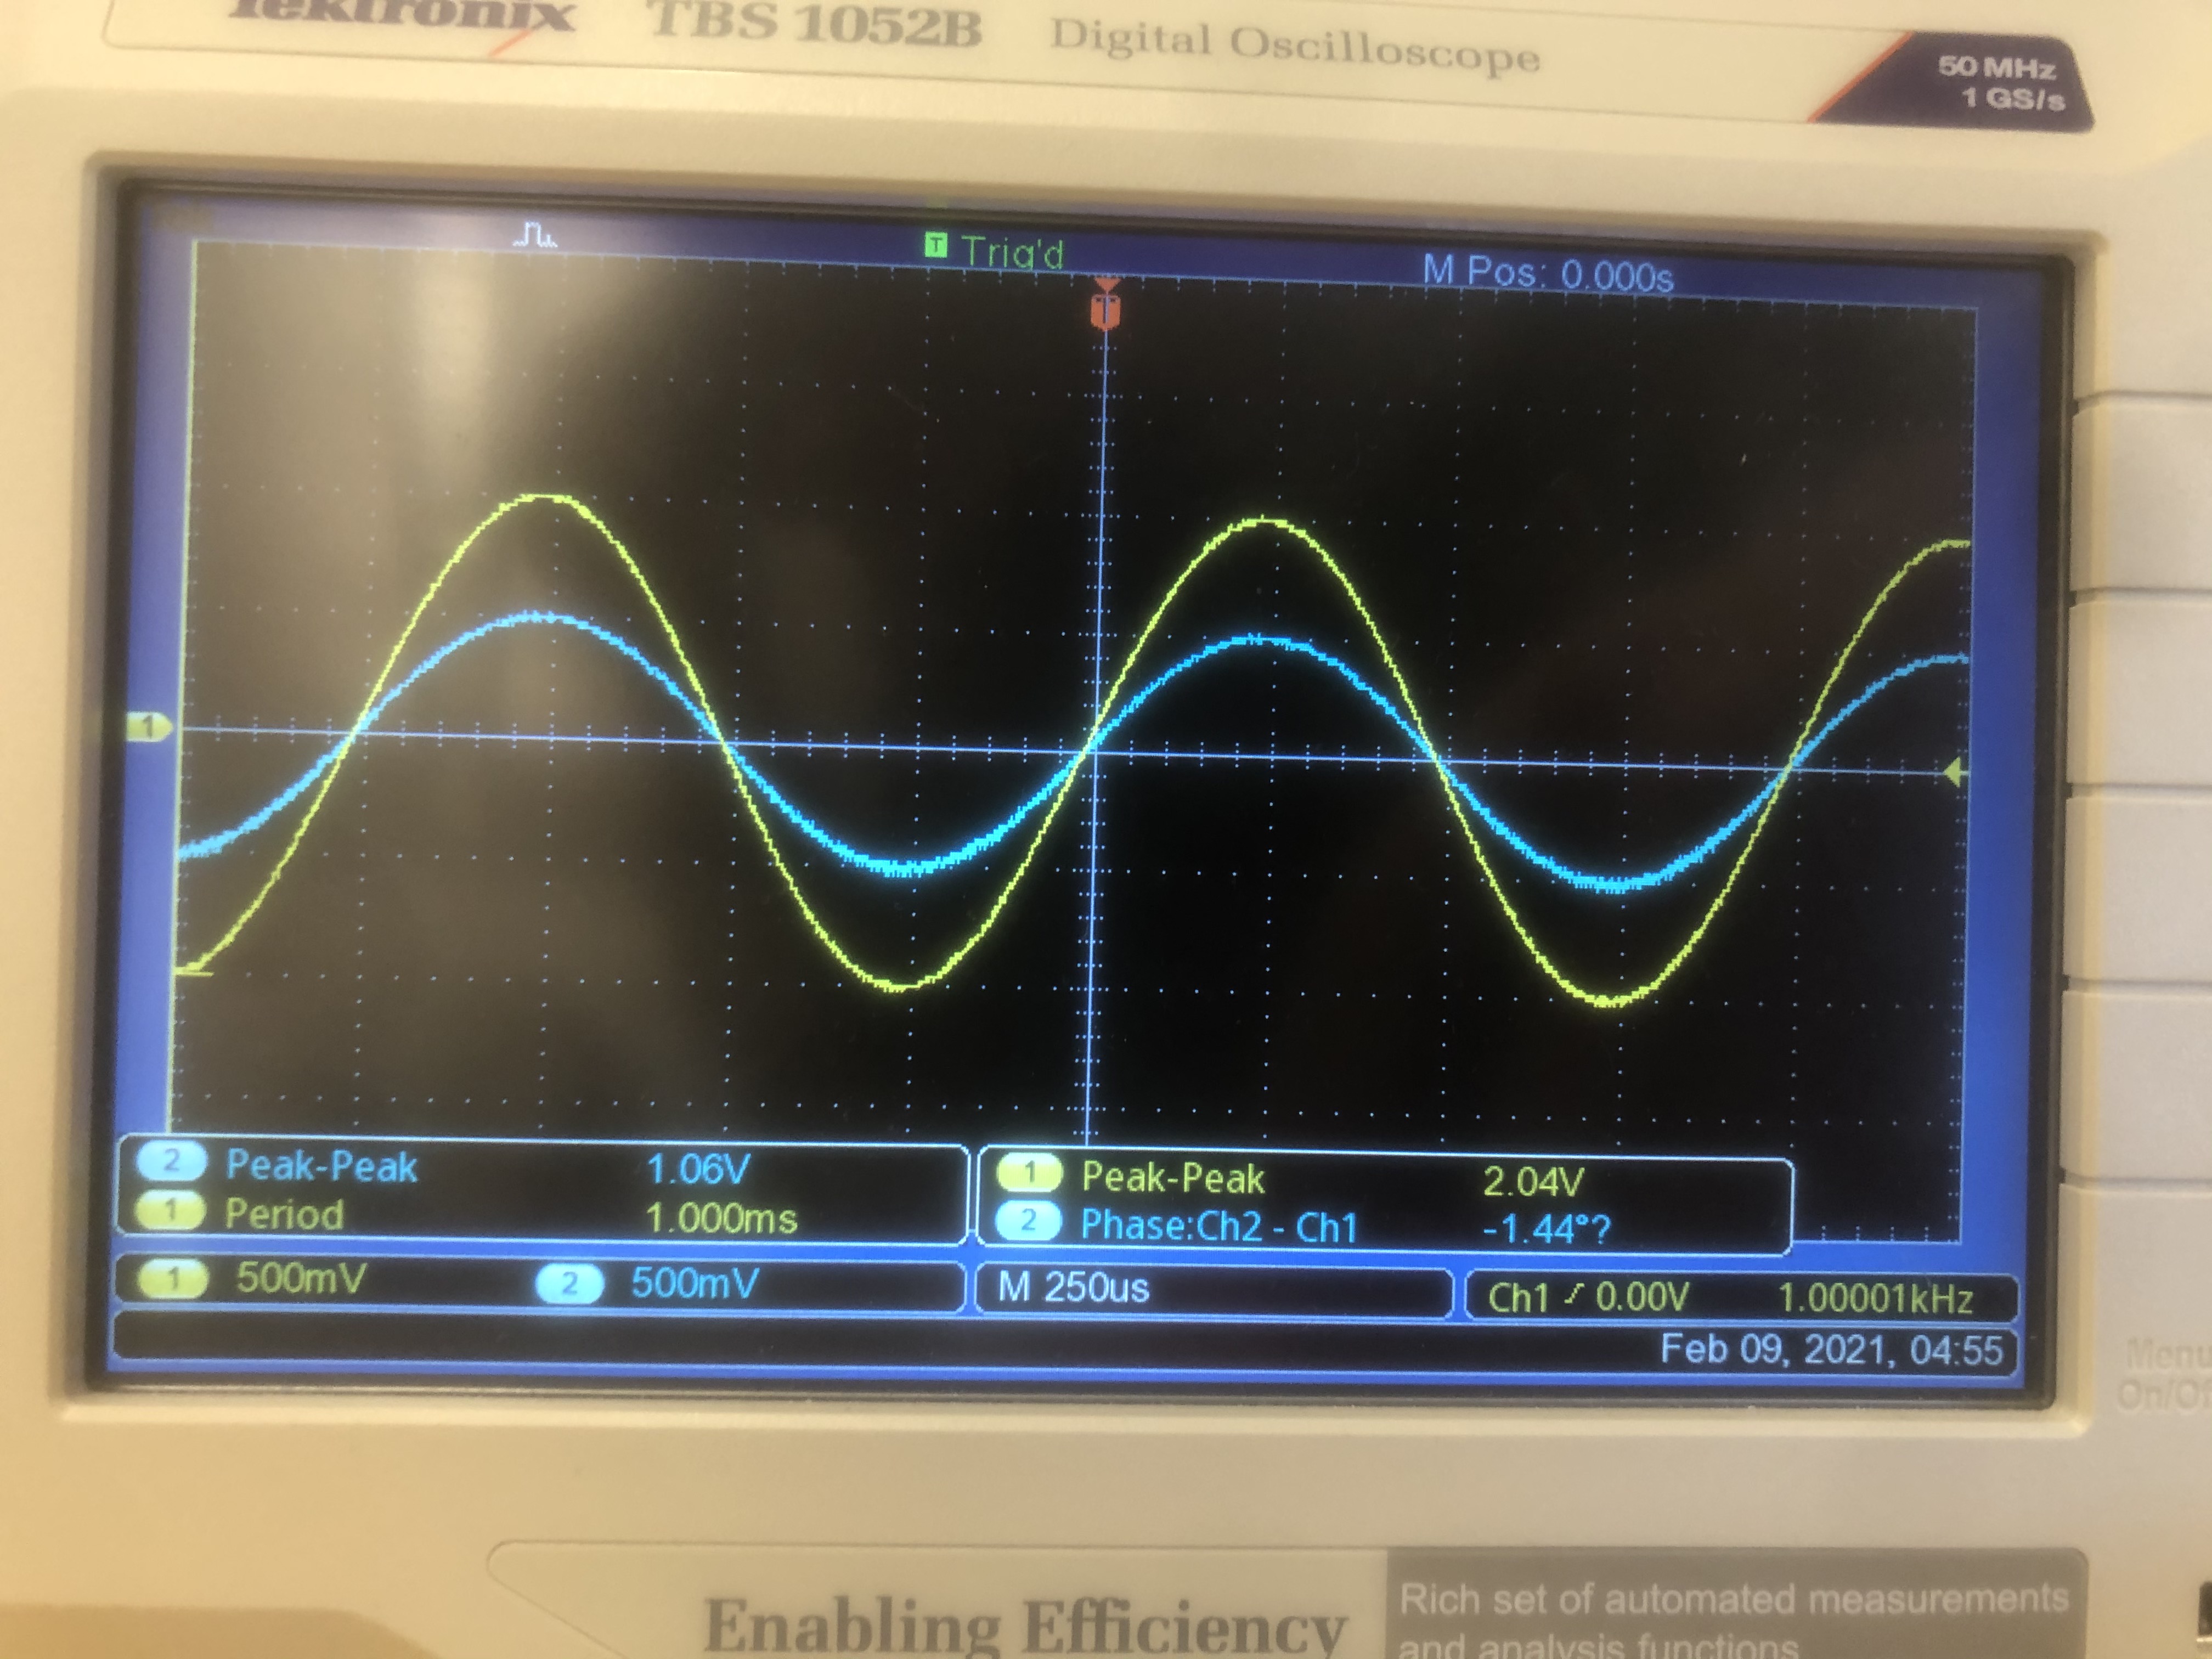 Tektronix TBS 1052B Digital Oscilloscope
50 MHz
1 GS/s
T Trig'd M Pos: 0.000s
T
1
2 Peak-Peak 1.06V
1 Period 1.000ms
1 Peak-Peak 2.04V
2 Phase:Ch2 - Ch1 -1.44°?
1 500mV 2 500mV M 250us Ch1 0.00V 1.00001kHz
Feb 09, 2021, 04:55
Menu
On/Off
Enabling Efficiency
Rich set of automated measurements
and analysis functions